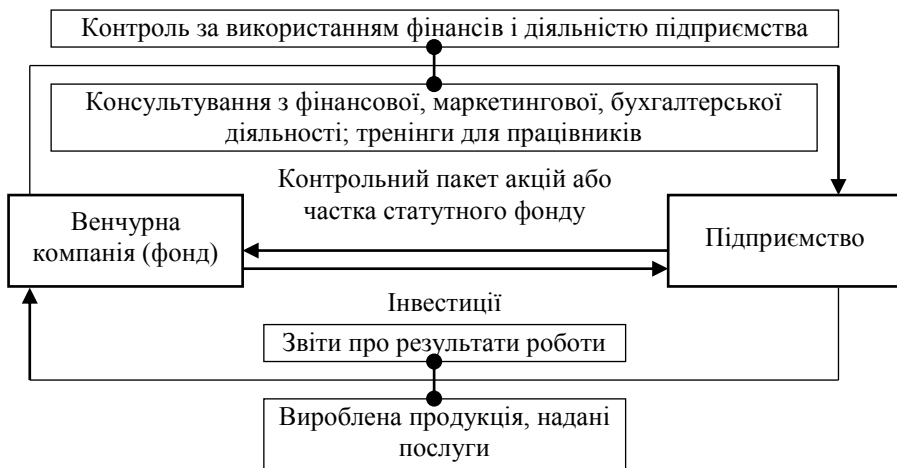 Контроль за використанням фінансів і діяльністю підприємства
Консультування з фінансової, маркетингової, бухгалтерської
діяльності; тренінги для працівників
Контрольний пакет акцій або
частка статутного фонду
Венчурна
компанія (фонд)
Підприємство
Інвестиції
Звіти про результати роботи
Вироблена продукція, надані
послуги